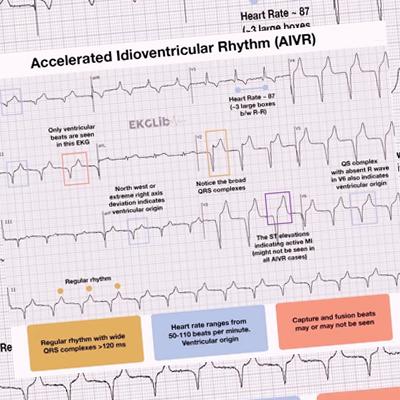 Heart Rate ~ 87
(~3 large boxes
Accelerated Idioventricular Rhythm (AIVR)
Heart Rate ~ 87
(~3 large boxes
b/w R-R)
Only ventricular
beats are seen
in this EKG
EKGLib
North west or
extreme right axis
deviation indicates
ventricular origin
Notice the broad
QRS complexes
QS complex
with absent R wave
in V6 also indicates
ventricular origin
The ST elevations
indicating active MI
(might not be seen in
all AIVR cases)
III
Regular rhythm
II
Re
Regular rhythm with wide
QRS complexes >120 ms
Heart rate ranges from
50-110 beats per minute.
Ventricular origin
Capture and fusion beats
may or may not be seen